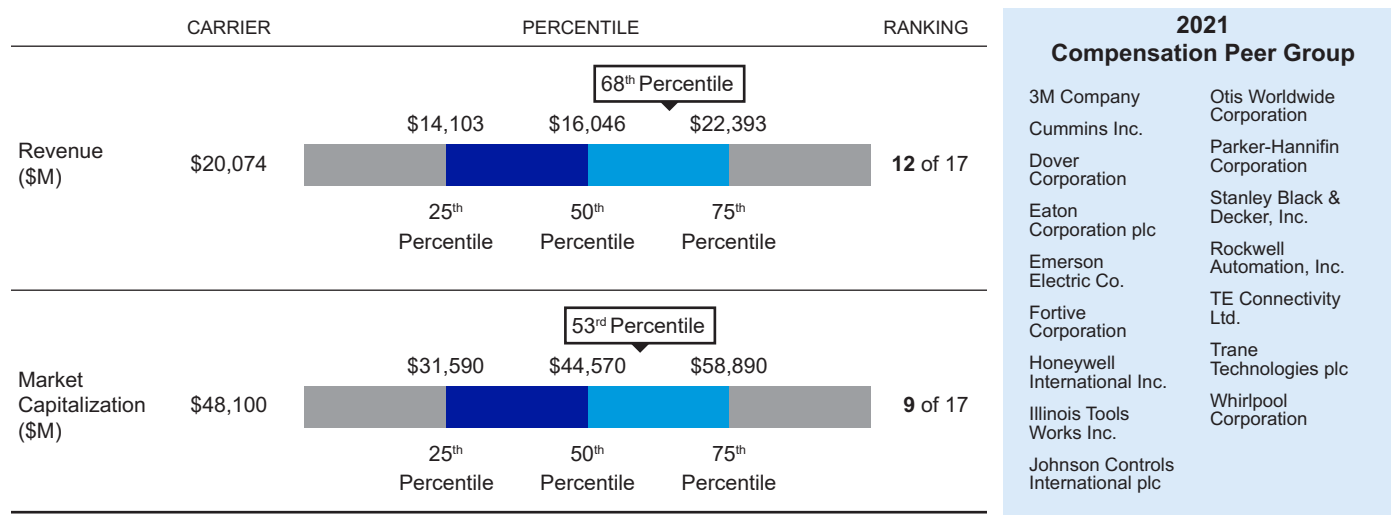 CARRIER PERCENTILE RANKING
68th Percentile
$14,103 $16,046 $22,393
Revenue
($M)
$20,074
12 of 17
25th
Percentile
50th
Percentile
75th
Percentile
53rd Percentile
$31,590 $44,570 $58,890
Market
Capitalization
($M)
$48,100
9 of 17
25th
Percentile
50th
Percentile
75th
Percentile
2021
Compensation Peer Group
3M Company
Cummins Inc.
Dover
Corporation
Eaton
Corporation plc
Emerson
Electric Co.
Fortive
Corporation
Honeywell
International Inc.
Illinois Tools
Works Inc.
Johnson Controls
International plc
Otis Worldwide
Corporation
Parker-Hannifin
Corporation
Stanley Black &
Decker, Inc.
Rockwell
Automation, Inc.
TE Connectivity
Ltd.
Trane
Technologies plc
Whirlpool
Corporation